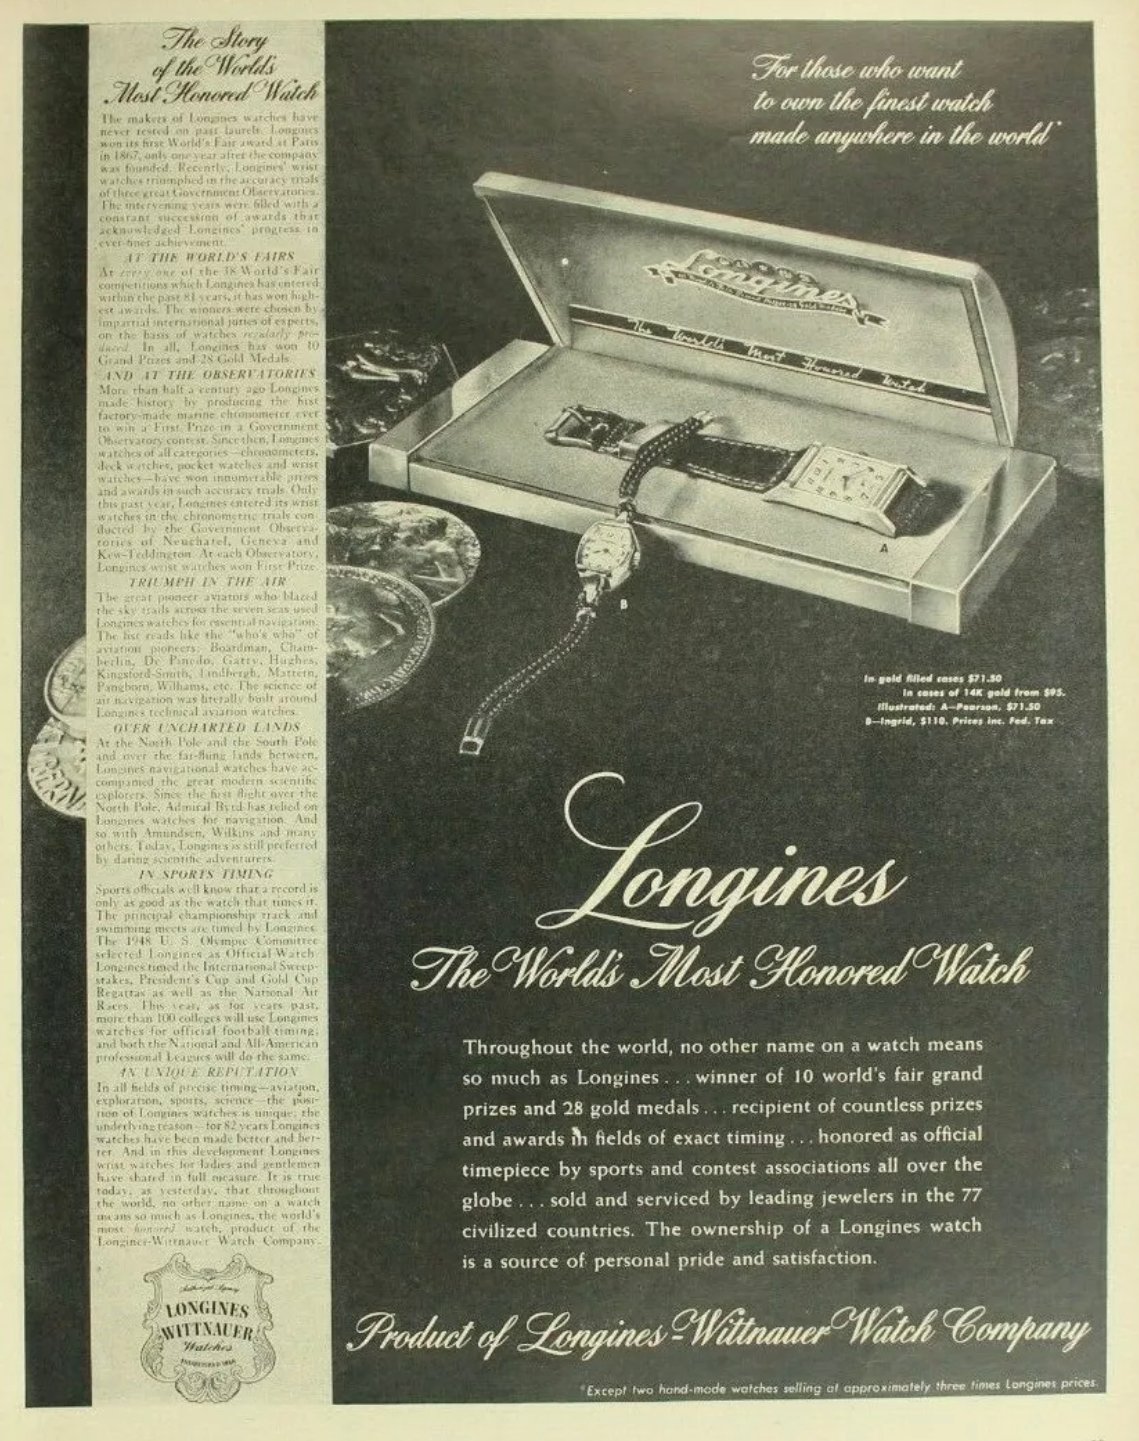 The Story
of the World's
Most Honored Watch
The makers of Longines watches have
never rested on past laurels. Longines
won its first World's Fair award at Paris
in 1867, only one year after the company
was founded. Recently, Longines' wrist
watches triumphed in the accuracy trials
of three great Government Observatories.
The intervening years were filled with a
constant succession of awards that
acknowledged Longines' progress in
ever-finer achievement.
AT THE WORLD'S FAIRS
At every one of the 38 World's Fair
competitions which Longines has entered
within the past 81 years, it has won high-
est awards. The winners were chosen by
impartial international juries of experts,
on the basis of watches regularly pro-
duced. In all, Longines has won 10
Grand Prizes and 28 Gold Medals.
AND AT THE OBSERVATORIES
More than half a century ago Longines
made history by producing the first
factory-made marine chronometer ever
to win a First Prize in a Government
Observatory contest. Since then, Longines
watches of all categories—chronometers,
deck watches, pocket watches and wrist
watches—have won innumerable prizes
and awards in such accuracy trials. Only
this past year, Longines entered its wrist
watches in the chronometric trials con-
ducted by the Government Observa-
tories of Neuchatel, Geneva and
Kew-Teddington. At each Observatory,
Longines wrist watches won First Prize.
TRIUMPH IN THE AIR
The great pioneer aviators who blazed
the sky trails across the seven seas used
Longines watches for essential navigation.
The list reads like the "who's who" of
aviation pioneers: Boardman, Cham-
berlin, De Pinedo, Gatty, Hughes,
Kingsford-Smith, Lindbergh, Mattern,
Pangborn, Williams, etc. The science of
air navigation was literally built around
Longines technical aviation watches.
OVER UNCHARTED LANDS
At the North Pole and the South Pole
and over the far-flung lands between,
Longines navigational watches have ac-
companied the great modern scientific
explorers. Since the first flight over the
North Pole, Admiral Byrd has relied on
Longines watches for navigation. And
so with Amundsen, Wilkins and many
others. Today, Longines is still preferred
by daring scientific adventurers.
IN SPORTS TIMING
Sports officials well know that a record is
only as good as the watch that times it.
The principal championship track and
swimming meets are timed by Longines.
The 1948 U. S. Olympic Committee
selected Longines as Official Watch.
Longines timed the International Sweep-
stakes, President's Cup and Gold Cup
Regattas as well as the National Air
Races. This year, as for years past,
more than 100 colleges will use Longines
watches for official football timing;
and both the National and All-American
professional Leagues will do the same.
AN UNIQUE REPUTATION
In all fields of precise timing—aviation,
exploration, sports, science—the posi-
tion of Longines watches is unique; the
underlying reason—for 82 years Longines
watches have been made better and bet-
ter. And in this development Longines
wrist watches for ladies and gentlemen
have shared in full measure. It is true
today, as yesterday, that throughout
the world, no other name on a watch
means so much as Longines, the world's
most honored watch, product of the
Longines-Wittnauer Watch Company.
LONGINES
WITTNAUER
Watches
For those who want
to own the finest watch
made anywhere in the world*
Longines
The World's Most Honored Watch
A
B
In gold filled cases $71.50
In cases of 14K gold from $95.
Illustrated: A—Pearson, $71.50
B—Ingrid, $110. Prices inc. Fed. Tax
Longines
The World's Most Honored Watch
Throughout the world, no other name on a watch means
so much as Longines . . . winner of 10 world's fair grand
prizes and 28 gold medals . . . recipient of countless prizes
and awards in fields of exact timing . . . honored as official
timepiece by sports and contest associations all over the
globe . . . sold and serviced by leading jewelers in the 77
civilized countries. The ownership of a Longines watch
is a source of personal pride and satisfaction.
Product of Longines-Wittnauer Watch Company
*Except two hand-made watches selling at approximately three times Longines prices.